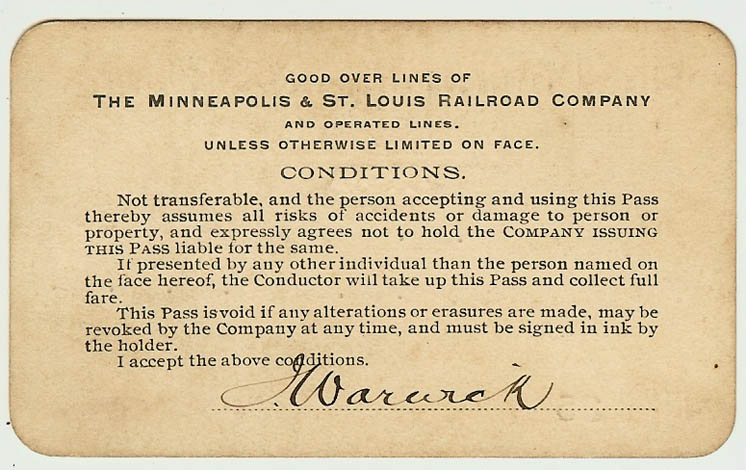 GOOD OVER LINES OF
THE MINNEAPOLIS & ST. LOUIS RAILROAD COMPANY
AND OPERATED LINES.
UNLESS OTHERWISE LIMITED ON FACE.
CONDITIONS.
Not transferable, and the person accepting and using this Pass
thereby assumes all risks of accidents or damage to person or
property, and expressly agrees not to hold the COMPANY ISSUING
THIS PASS liable for the same.
If presented by any other individual than the person named on
the face hereof, the Conductor will take up this Pass and collect full
fare.
This Pass is void if any alterations or erasures are made, may be
revoked by the Company at any time, and must be signed in ink by
the holder.
I accept the above conditions.
J Warwick